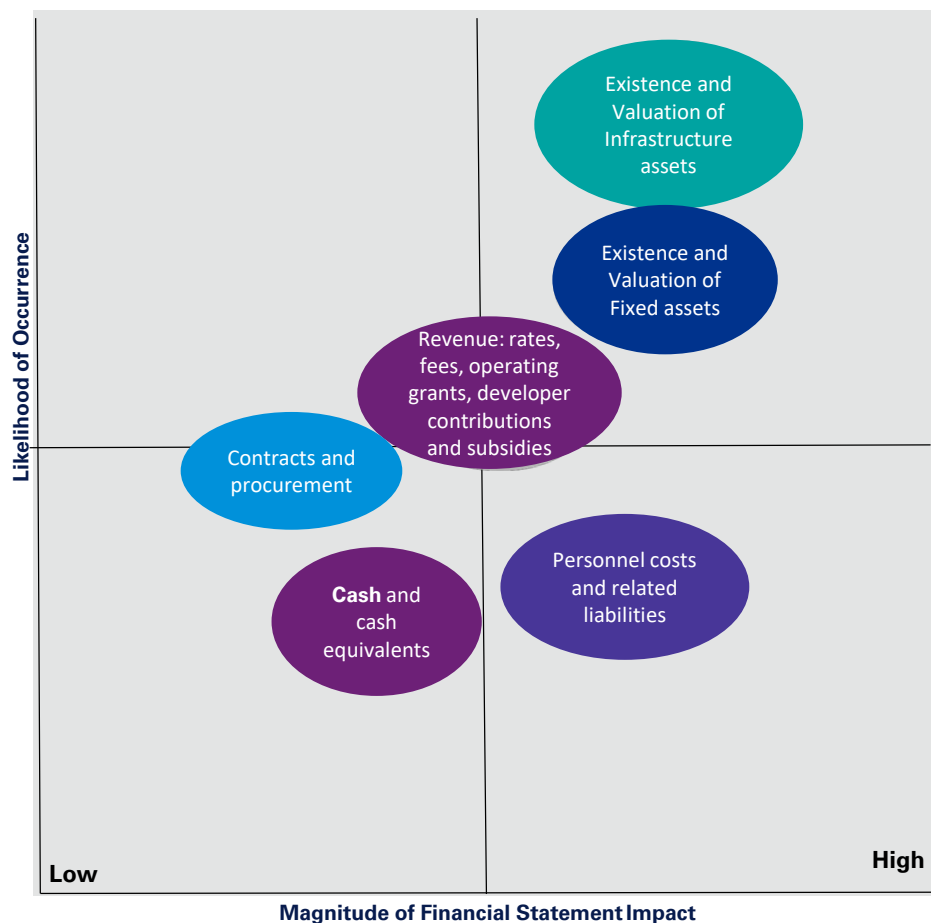 Existence and
Valuation of
Infrastructure
assets
Existence and
Valuation of
Fixed assets
Revenue: rates,
fees, operating
grants, developer
contributions
and subsidies
Contracts and
procurement
Personnel costs
and related
liabilities
Cash and
cash
equivalents
Likelihood of Occurrence
Low
High
Magnitude of Financial Statement Impact